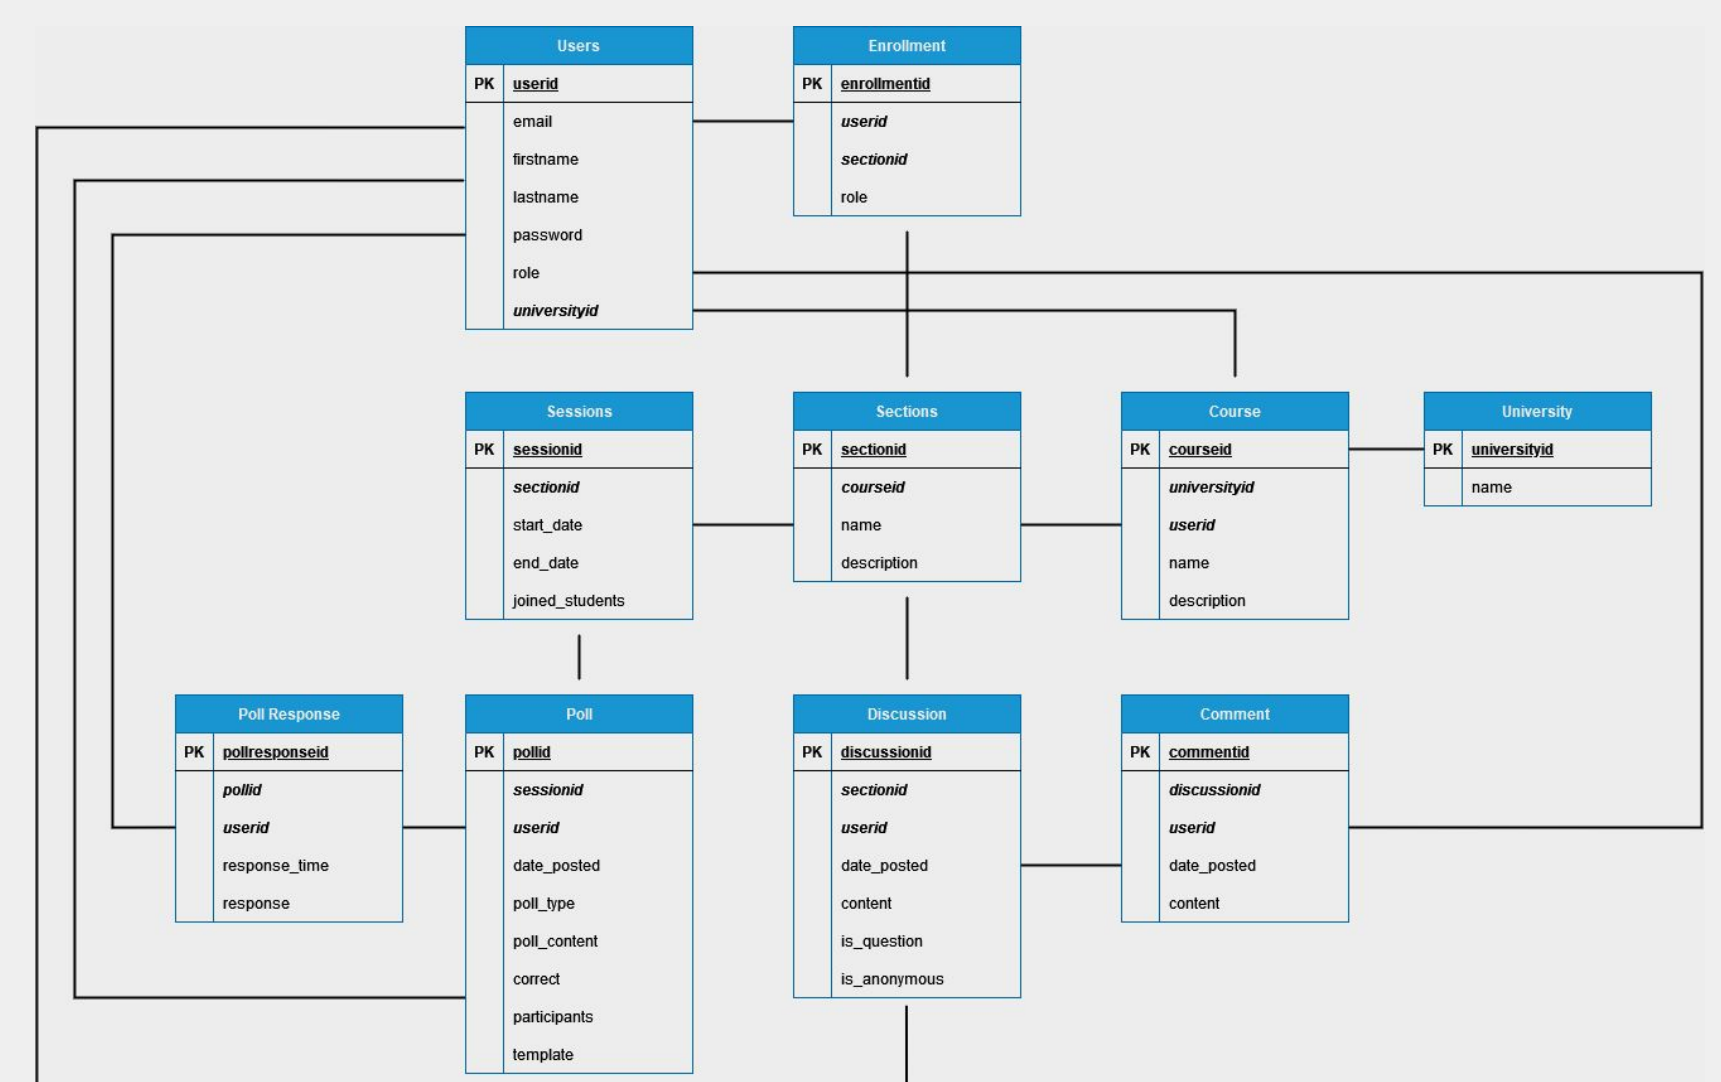 Users
PK userid
email
firstname
lastname
password
role
universityid
Enrollment
PK enrollmentid
userid
sectionid
role
Sessions
PK sessionid
sectionid
start_date
end_date
joined_students
Sections
PK sectionid
courseid
name
description
Course
PK courseid
universityid
userid
name
description
University
PK universityid
name
Poll Response
PK pollresponseid
pollid
userid
response_time
response
Poll
PK pollid
sessionid
userid
date_posted
poll_type
poll_content
correct
participants
template
Discussion
PK discussionid
sectionid
userid
date_posted
content
is_question
is_anonymous
Comment
PK commentid
discussionid
userid
date_posted
content